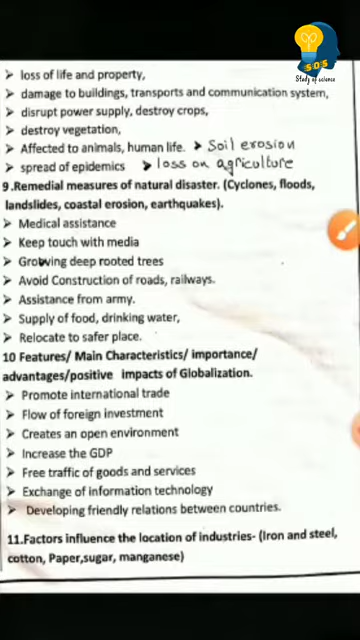 S.O.S
Study of science
➤ loss of life and property,
➤ damage to buildings, transports and communication system,
➤ disrupt power supply, destroy crops,
➤ destroy vegetation,
➤ Affected to animals, human life. ➤ Soil erosion
➤ spread of epidemics ➤ loss on agriculture
9.Remedial measures of natural disaster. (Cyclones, floods,
landslides, coastal erosion, earthquakes).
➤ Medical assistance
➤ Keep touch with media
➤ Growing deep rooted trees
➤ Avoid Construction of roads, railways.
➤ Assistance from army.
➤ Supply of food, drinking water,
➤ Relocate to safer place.
10 Features/ Main Characteristics/ importance/
advantages/positive impacts of Globalization.
➤ Promote international trade
➤ Flow of foreign investment
➤ Creates an open environment
➤ Increase the GDP
➤ Free traffic of goods and services
➤ Exchange of information technology
➤ Developing friendly relations between countries.
11.Factors influence the location of industries- (Iron and steel,
cotton, Paper,sugar, manganese)